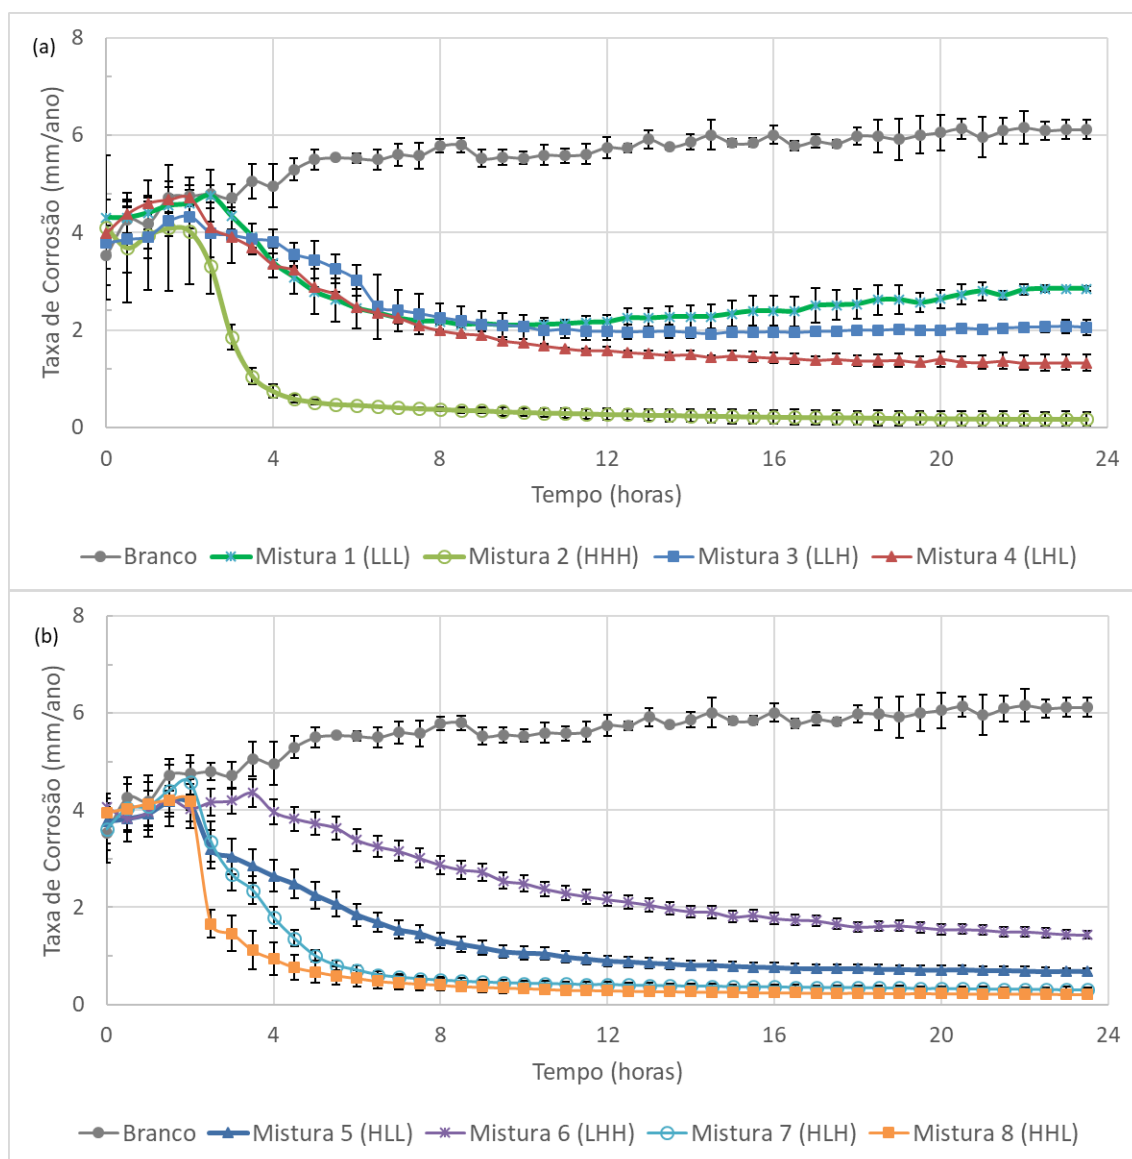 (a)
Taxa de Corrosão (mm/ano)
8
6
4
2
0
0 4 8 12 16 20 24
Tempo (horas)
Branco Mistura 1 (LLL) Mistura 2 (HHH) Mistura 3 (LLH) Mistura 4 (LHL)
(b)
Taxa de Corrosão (mm/ano)
8
6
4
2
0
0 4 8 12 16 20 24
Tempo (horas)
Branco Mistura 5 (HLL) Mistura 6 (LHH) Mistura 7 (HLH) Mistura 8 (HHL)